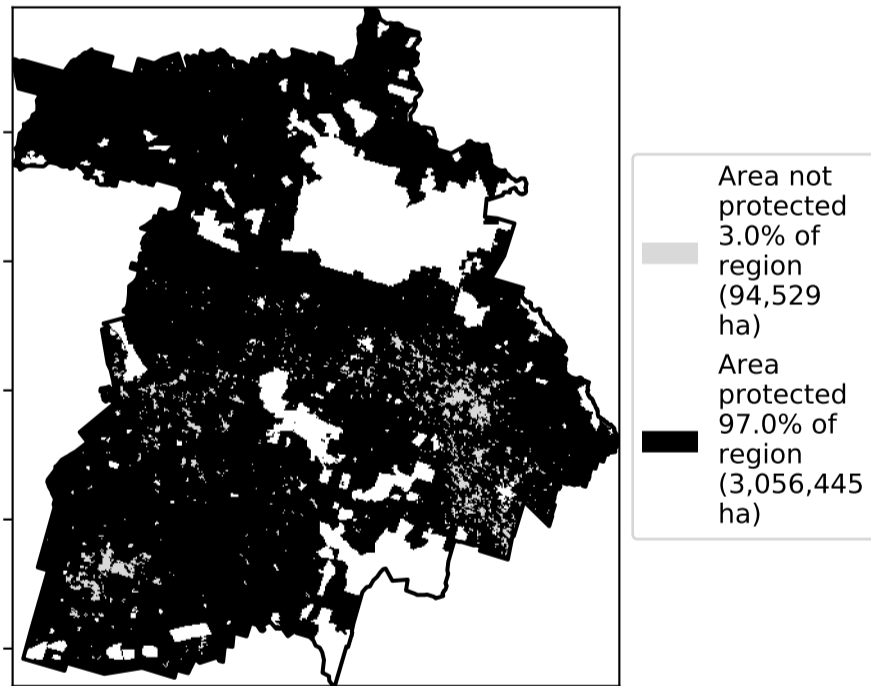 Area not
protected
3.0% of
region
(94,529
ha)
Area
protected
97.0% of
region
(3,056,445
ha)